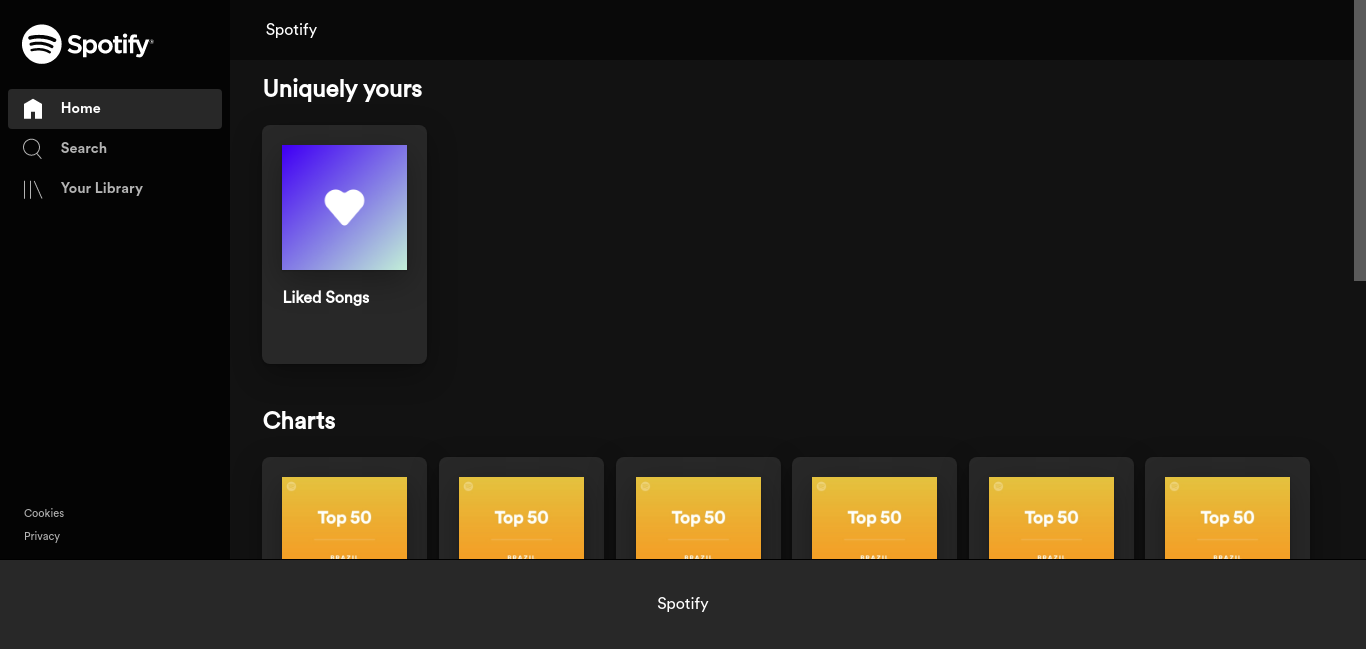 Spotify
Home
Search
Your Library
Cookies
Privacy
Spotify
Uniquely yours
Liked Songs
Charts
Top 50
BRAZIL
Top 50
BRAZIL
Top 50
BRAZIL
Top 50
BRAZIL
Top 50
BRAZIL
Top 50
BRAZIL
Spotify